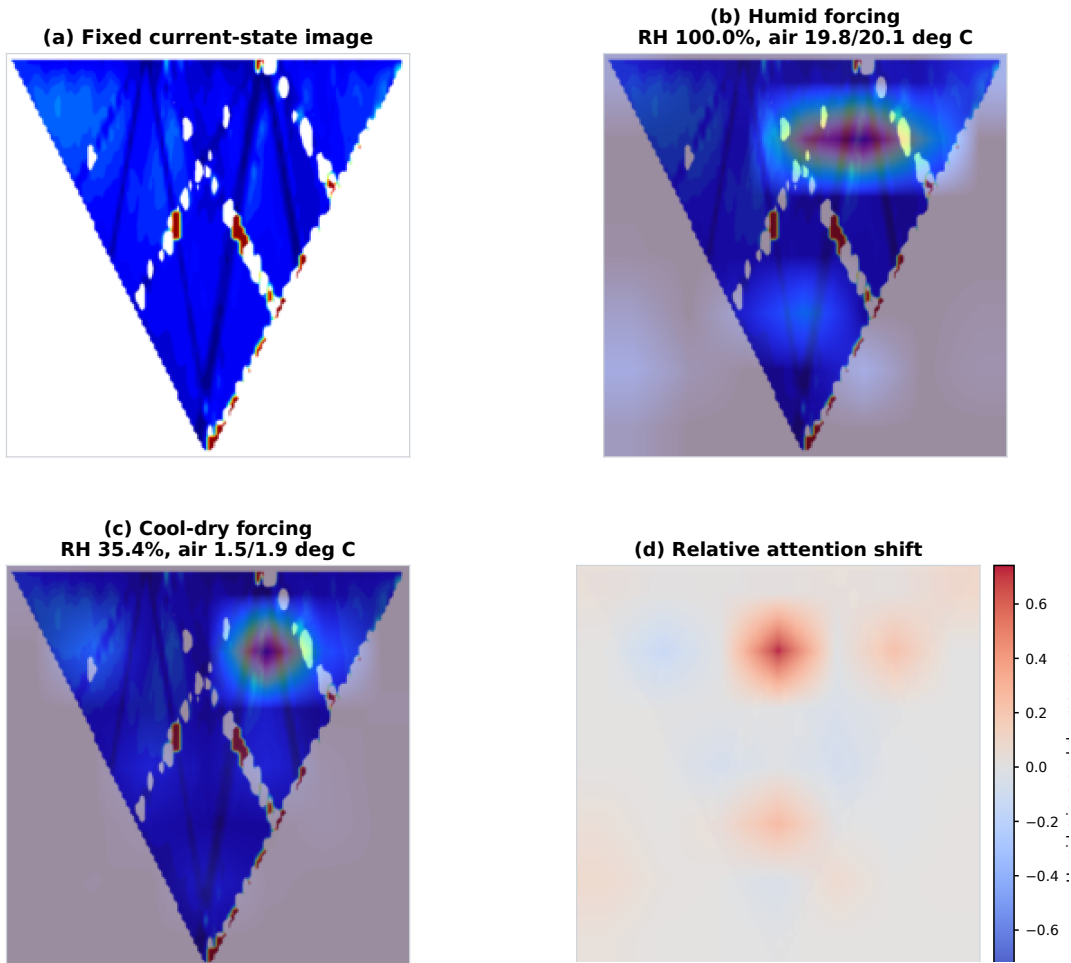 (a) Fixed current-state image
(b) Humid forcing
RH 100.0%, air 19.8/20.1 deg C
(c) Cool-dry forcing
RH 35.4%, air 1.5/1.9 deg C
(d) Relative attention shift
0.6
0.4
0.2
0.0
−0.2
−0.4
−0.6